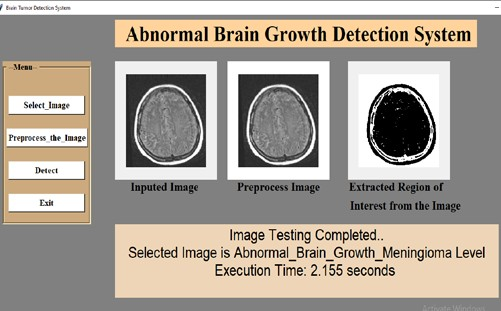 Brain Tumor Detection System
Abnormal Brain Growth Detection System
Menu
Select_Image
Preprocess_the_Image
Detect
Exit
Inputed Image
Preprocess Image
Extracted Region of
Interest from the Image
Image Testing Completed..
Selected Image is Abnormal_Brain_Growth_Meningioma Level
Execution Time: 2.155 seconds
Activate Windows